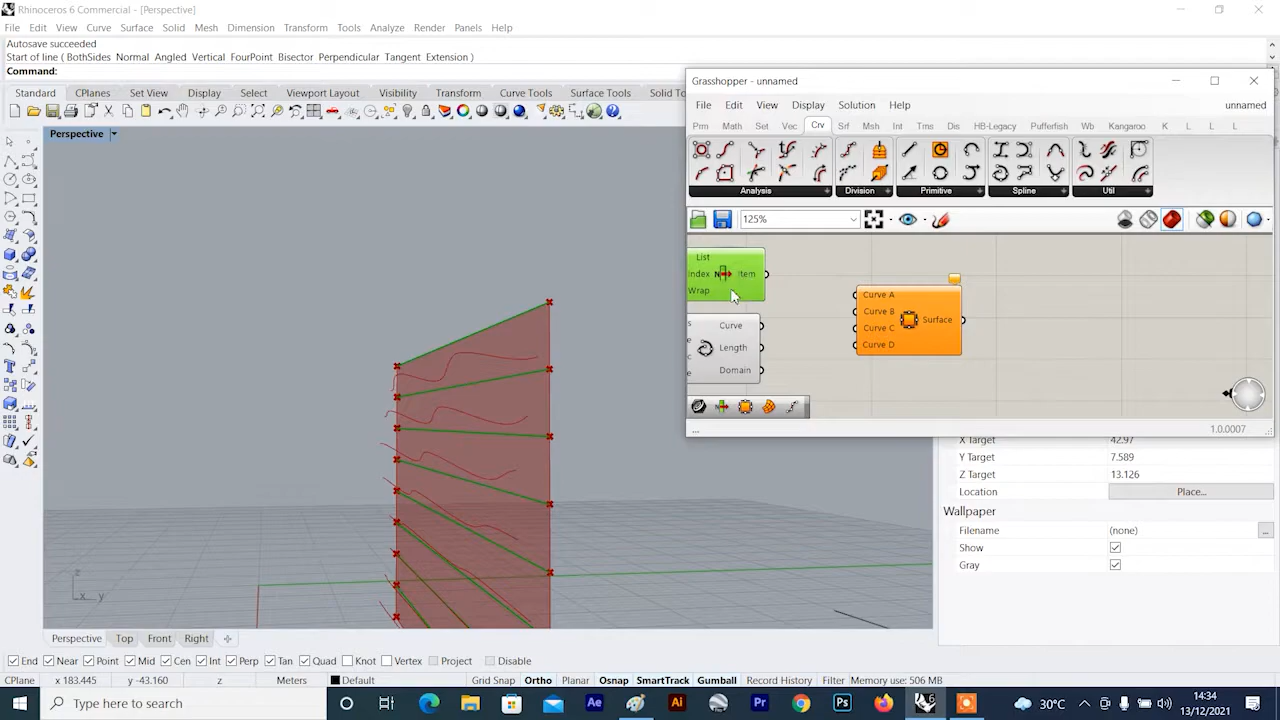 Rhinoceros 6 Commercial - [Perspective]
File Edit View Curve Surface Solid Mesh Dimension Transform Tools Analyze Render Panels Help
Autosave succeeded
Start of line ( BothSides Normal Angled Vertical FourPoint Bisector Perpendicular Tangent Extension )
Command:
Standard CPlanes Set View Display Select Viewport Layout Visibility Transform Curve Tools Surface Tools Solid To
Perspective
z
x y
Grasshopper - unnamed
File Edit View Display Solution Help unnamed
Prm Math Set Vec Crv Srf Msh Int Trns Dis HB-Legacy Pufferfish Wb Kangaroo K L L L
Analysis Division Primitive Spline Util
125%
List
Index Item
Wrap
Curve
Length
Domain
Curve A
Curve B
Curve C
Curve D
Surface
...
1.0.0007
X Target 42.97
Y Target 7.589
Z Target 13.126
Location Place...
Wallpaper
Filename (none) ...
Show
Gray
Perspective Top Front Right
End Near Point Mid Cen Int Perp Tan Quad Knot Vertex Project Disable
CPlane x 183.445 y -43.160 z Meters Default Grid Snap Ortho Planar Osnap SmartTrack Gumball Record History Filter Memory use: 506 MB
Type here to search
30°C
14:34
13/12/2021